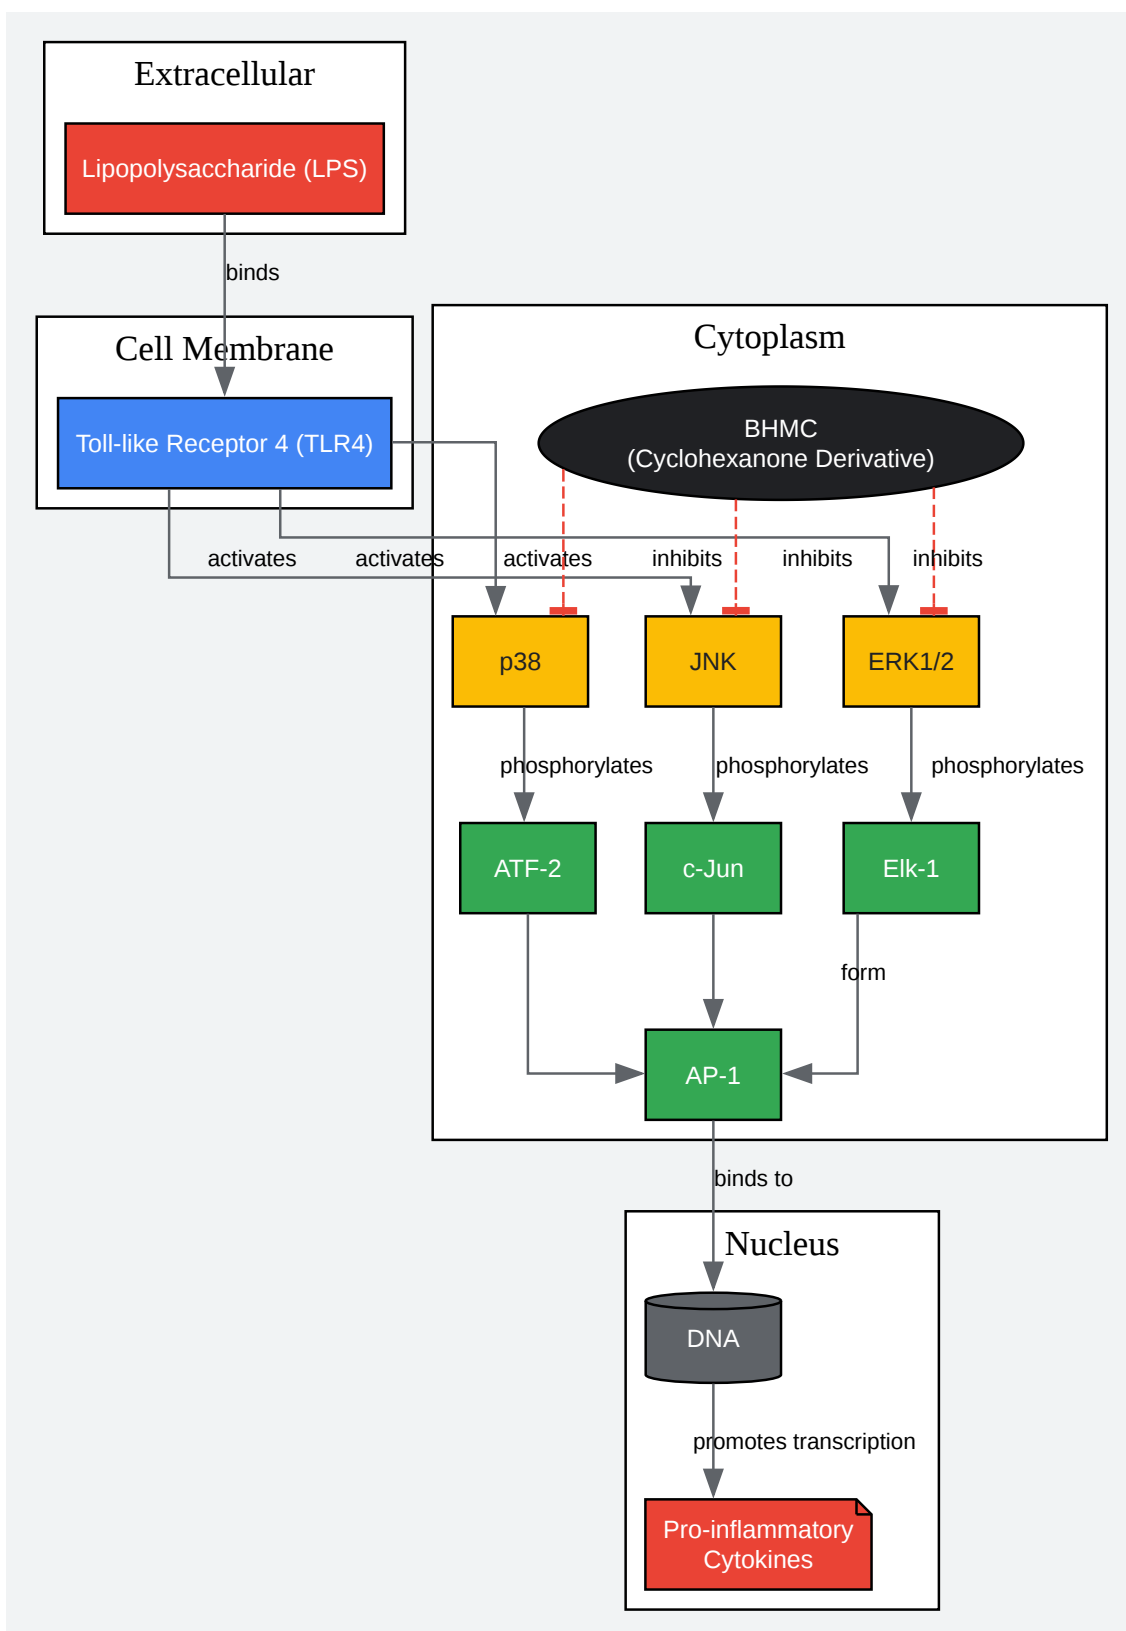 Extracellular
Lipopolysaccharide (LPS)
binds
Cell Membrane
Toll-like Receptor 4 (TLR4)
Cytoplasm
BHMC
(Cyclohexanone Derivative)
activates
activates
activates
inhibits
inhibits
inhibits
p38
JNK
ERK1/2
phosphorylates
phosphorylates
phosphorylates
ATF-2
c-Jun
Elk-1
form
AP-1
binds to
Nucleus
DNA
promotes transcription
Pro-inflammatory
Cytokines